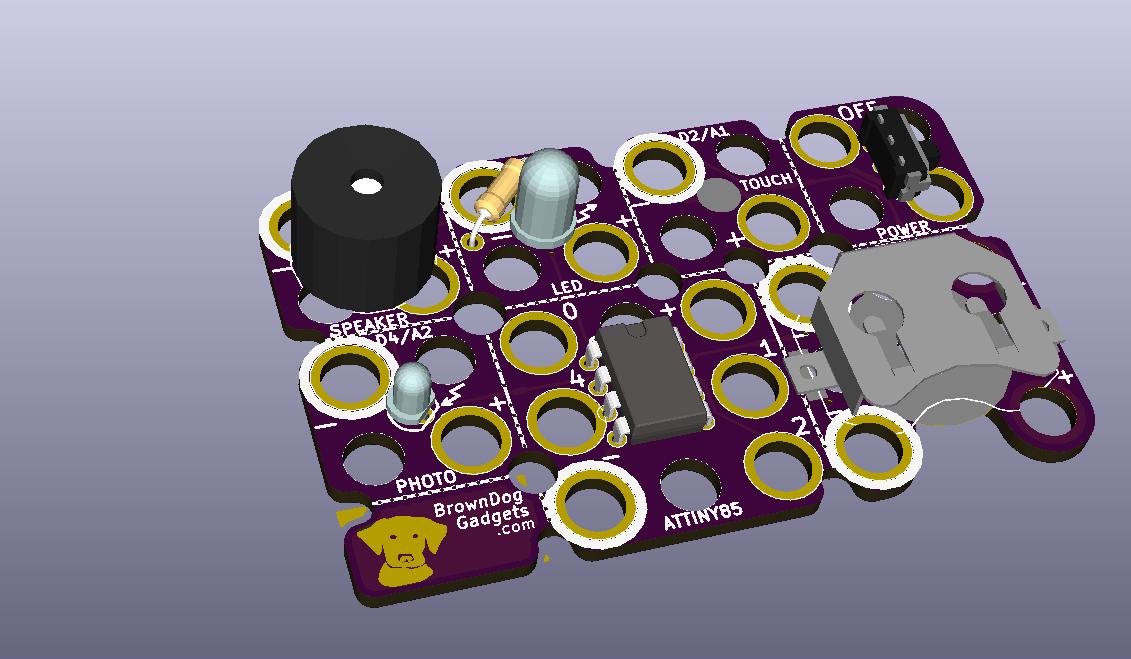 OFF
D2/A1
TOUCH
+
−
POWER
+
−
LED
+
−
SPEAKER
D4/A2
0
+
1
4
+
−
PHOTO
−
2
ATTINY85
+
BrownDog
Gadgets
.com